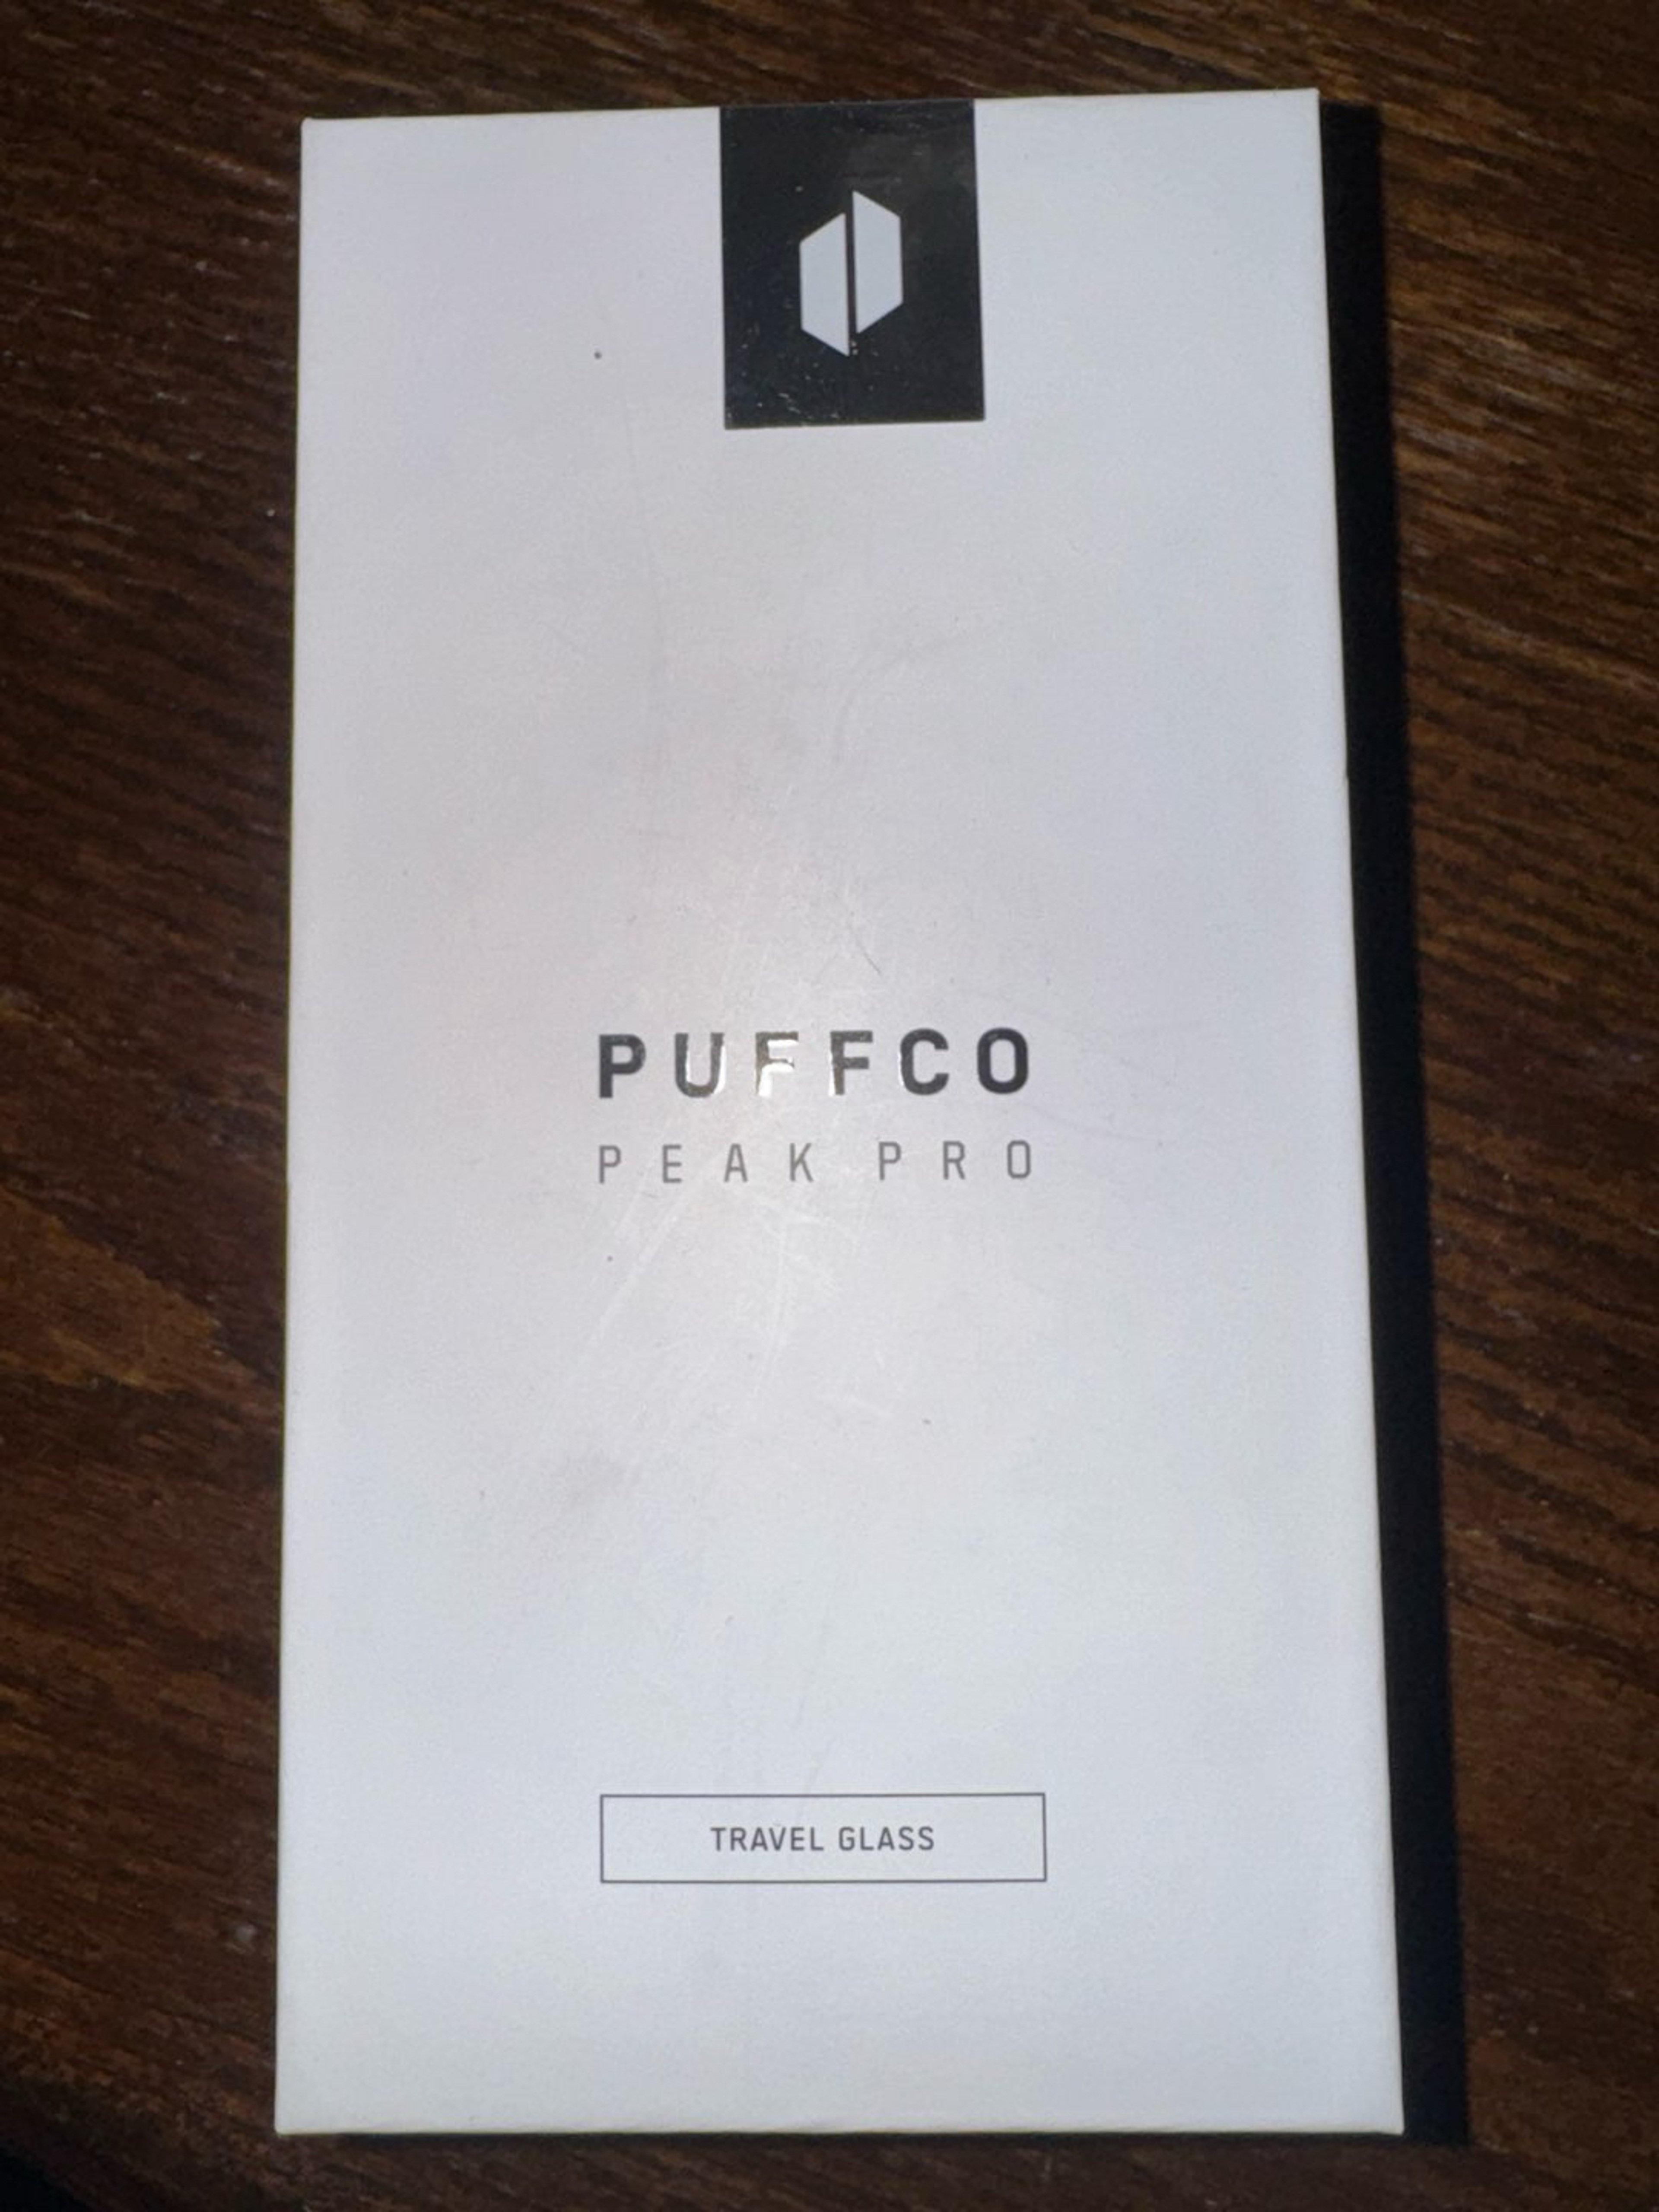 PUFFCO
PEAK PRO
TRAVEL GLASS